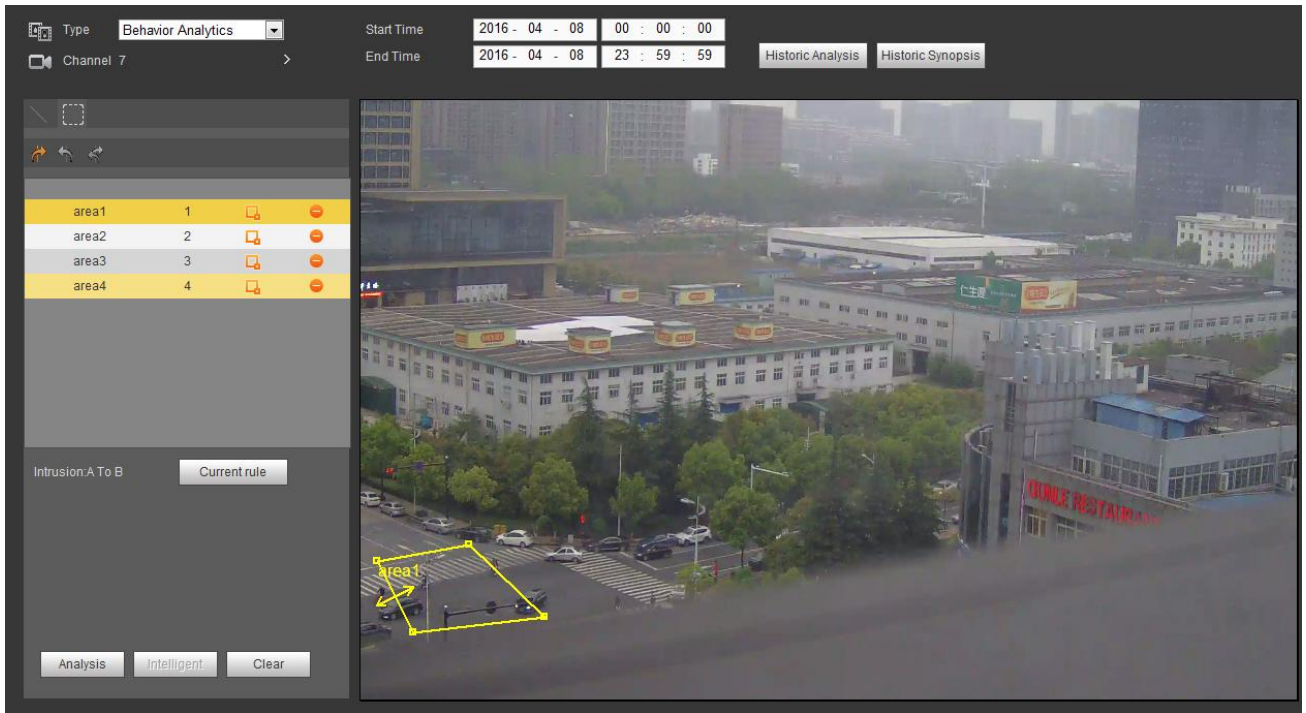 Type Behavior Analytics
Channel 7 >
Start Time 2016 - 04 - 08 00 : 00 : 00
End Time 2016 - 04 - 08 23 : 59 : 59
Historic Analysis Historic Synopsis
area1 1
area2 2
area3 3
area4 4
Intrusion:A To B Current rule
Analysis Intelligent Clear
area1